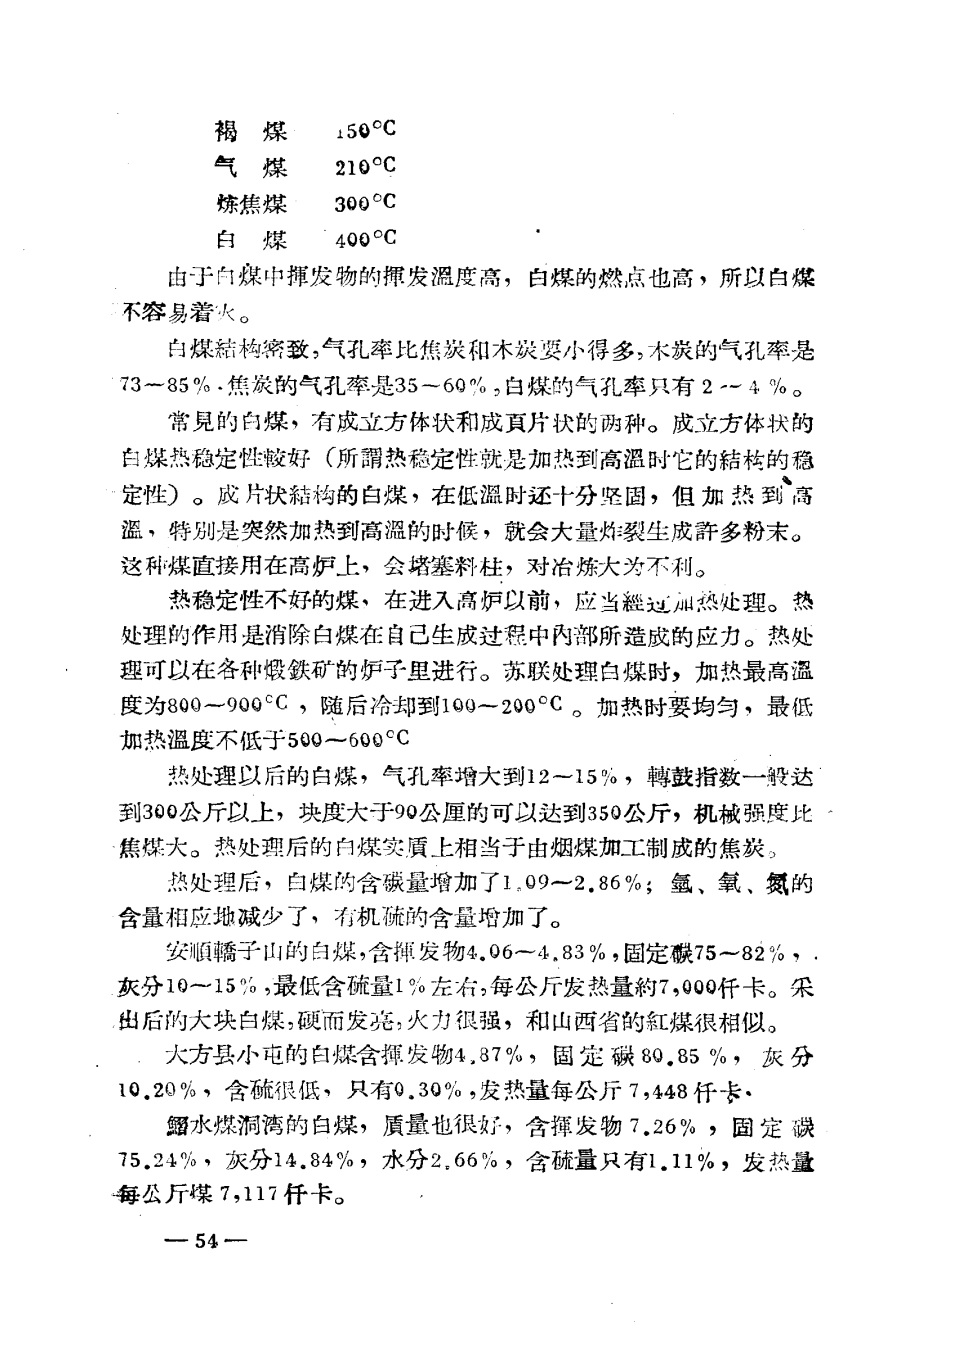 褐　煤　150°C
气　煤　210°C
炼焦煤　300°C
白　煤　400°C
由于白煤中揮发物的揮发溫度高，白煤的燃点也高，所以白煤
不容易着火。
白煤結构密致，气孔率比焦炭和木炭要小得多，木炭的气孔率是
73—85%．焦炭的气孔率是35—60%，白煤的气孔率只有2—4%。
常見的白煤，有成立方体状和成頁片状的两种。成立方体状的
白煤热稳定性較好（所謂热稳定性就是加热到高溫时它的結构的稳
定性）。成片状結构的白煤，在低溫时还十分坚固，但加热到高
溫，特别是突然加热到高溫的时候，就会大量炸裂生成許多粉末。
这种煤直接用在高炉上，会堵塞料柱，对冶炼大为不利。
热稳定性不好的煤、在进入高炉以前，应当經过加热处理。热
处理的作用是消除白煤在自己生成过程中內部所造成的应力。热处
理可以在各种煅鉄矿的炉子里进行。苏联处理白煤时，加热最高溫
度为800—900°C，随后冷却到100—200°C。加热时要均匀，最低
加热溫度不低于500—600°C
热处理以后的白煤，气孔率增大到12—15%，轉鼓指数一般达
到300公斤以上，块度大于90公厘的可以达到350公斤，机械强度比
焦煤大。热处理后的白煤实质上相当于由烟煤加工制成的焦炭。
热处理后，白煤的含碳量增加了1.09—2.86%；氫、氧、氮的
含量相应地减少了，有机硫的含量增加了。
安順轎子山的白煤，含揮发物4.06～4.83%，固定碳75～82%，
灰分10～15%，最低含硫量1%左右，每公斤发热量約7,000仟卡。采
出后的大块白煤，硬而发亮，火力很强，和山西省的紅煤很相似。
大方县小屯的白煤含揮发物4.87%，固定碳80.85%，灰分
10.20%，含硫很低，只有0.30%，发热量每公斤7,448仟卡．
水煤洞湾的白煤，质量也很好，含揮发物7.26%，固定碳
75.24%，灰分14.84%，水分2.66%，含硫量只有1.11%，发热量
每公斤煤7,117仟卡。
— 54 —